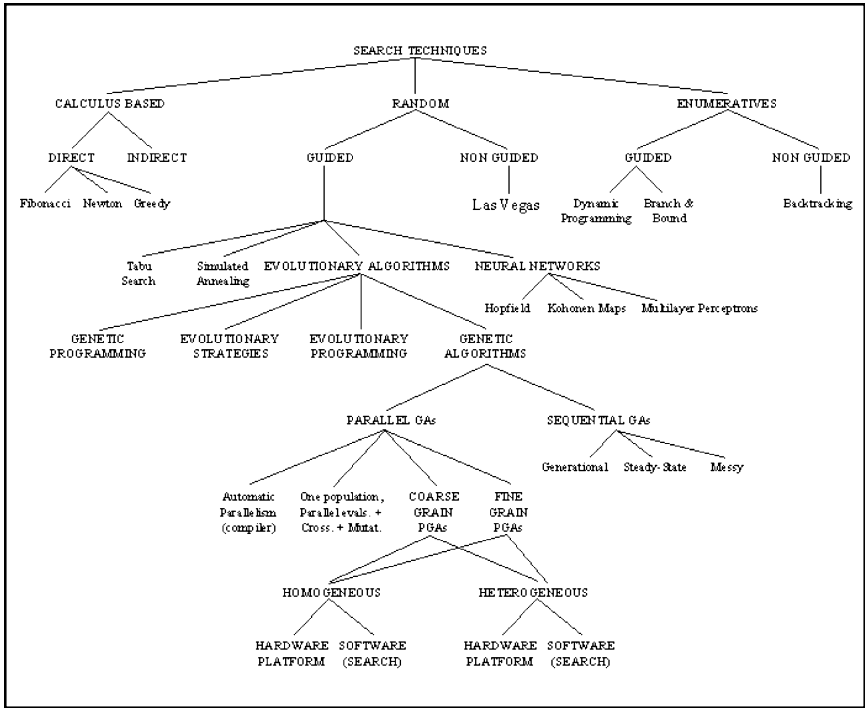 SEARCH TECHNIQUES
CALCULUS BASED
RANDOM
ENUMERATIVES
DIRECT
INDIRECT
GUIDED
NON GUIDED
GUIDED
NON GUIDED
Fibonacci
Newton
Greedy
Las Vegas
Dynamic
Programming
Branch &
Bound
Backtracking
Tabu
Search
Simulated
Annealing
EVOLUTIONARY ALGORITHMS
NEURAL NETWORKS
Hopfield
Kohonen Maps
Multilayer Perceptrons
GENETIC
PROGRAMMING
EVOLUTIONARY
STRATEGIES
EVOLUTIONARY
PROGRAMMING
GENETIC
ALGORITHMS
PARALLEL GAs
SEQUENTIAL GAs
Generational
Steady-State
Messy
Automatic
Parallelism
(compiler)
One population,
Parallel evals. +
Cross. + Mutat.
COARSE
GRAIN
PGAs
FINE
GRAIN
PGAs
HOMOGENEOUS
HETEROGENEOUS
HARDWARE
PLATFORM
SOFTWARE
(SEARCH)
HARDWARE
PLATFORM
SOFTWARE
(SEARCH)